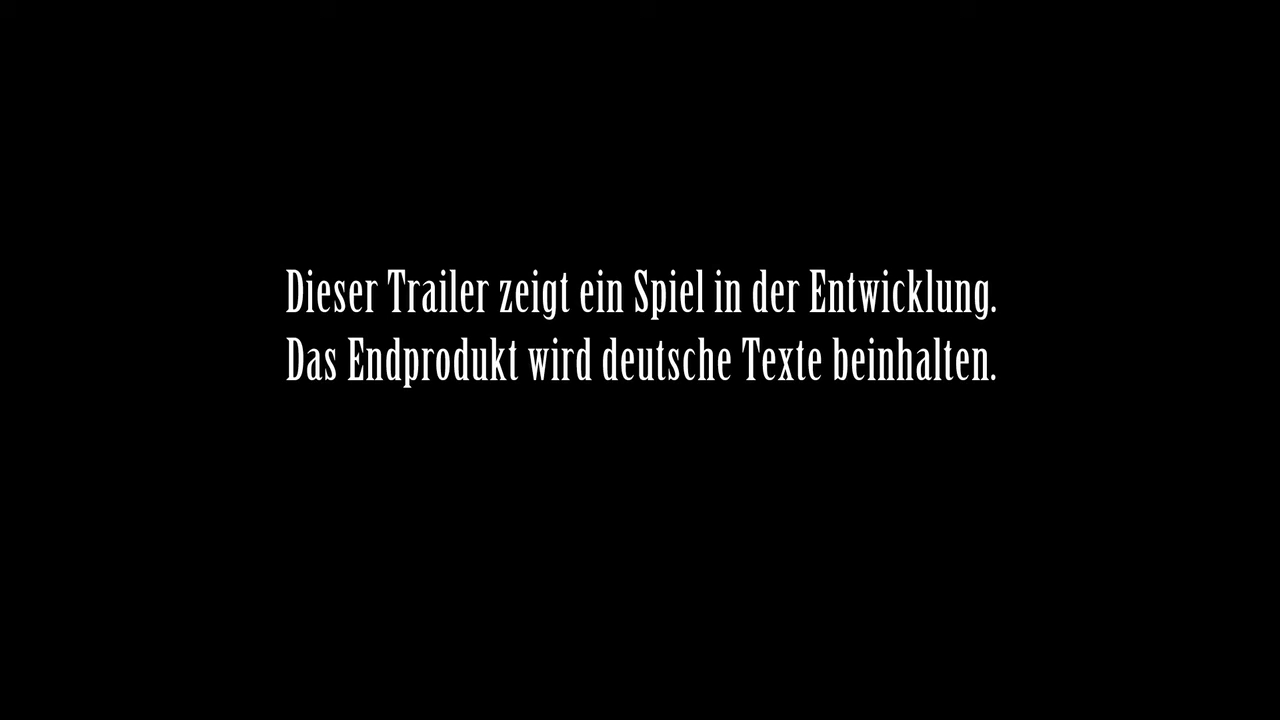 Dieser Trailer zeigt ein Spiel in der Entwicklung.
Das Endprodukt wird deutsche Texte beinhalten.